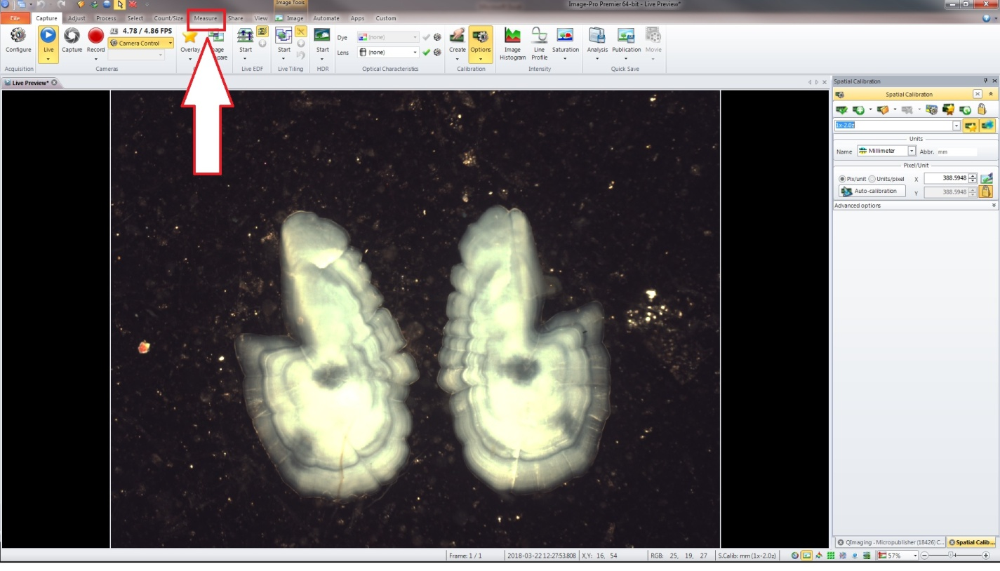 Image Tools
Image-Pro Premier 64-bit - Live Preview*
File Capture Adjust Process Select Count/Size Measure Share View Image Automate Apps Custom
4.78 / 4.86 FPS
Camera Control
Dye (none)
Lens (none)
Configure Live Capture Record Overlay Start Start Start Create Options Image Histogram Line Profile Saturation Analysis Publication Movie
Acquisition Cameras Live EDF Live Tiling HDR Optical Characteristics Calibration Intensity Quick Save
Live Preview*
Spatial Calibration
Spatial Calibration
1x-2.0z
Units
Name Millimeter Abbr. mm
Pixel/Unit
Pix/unit Units/pixel X 388.5948
Auto-calibration Y 388.5948
Advanced options
QImaging - Micropublisher (18426) C... Spatial Calib...
Frame: 1 / 1 2018-03-22 12:27:53.808 X,Y: 16, 54 RGB: 25, 19, 27 S.Calib: mm (1x-2.0z) 57%